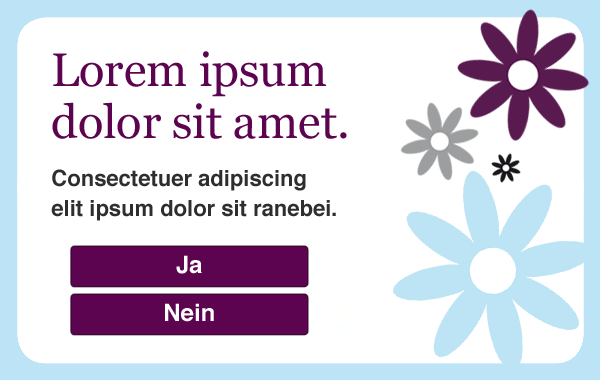 Lorem ipsum
dolor sit amet.
Consectetuer adipiscing
elit ipsum dolor sit ranebei.
Ja
Nein